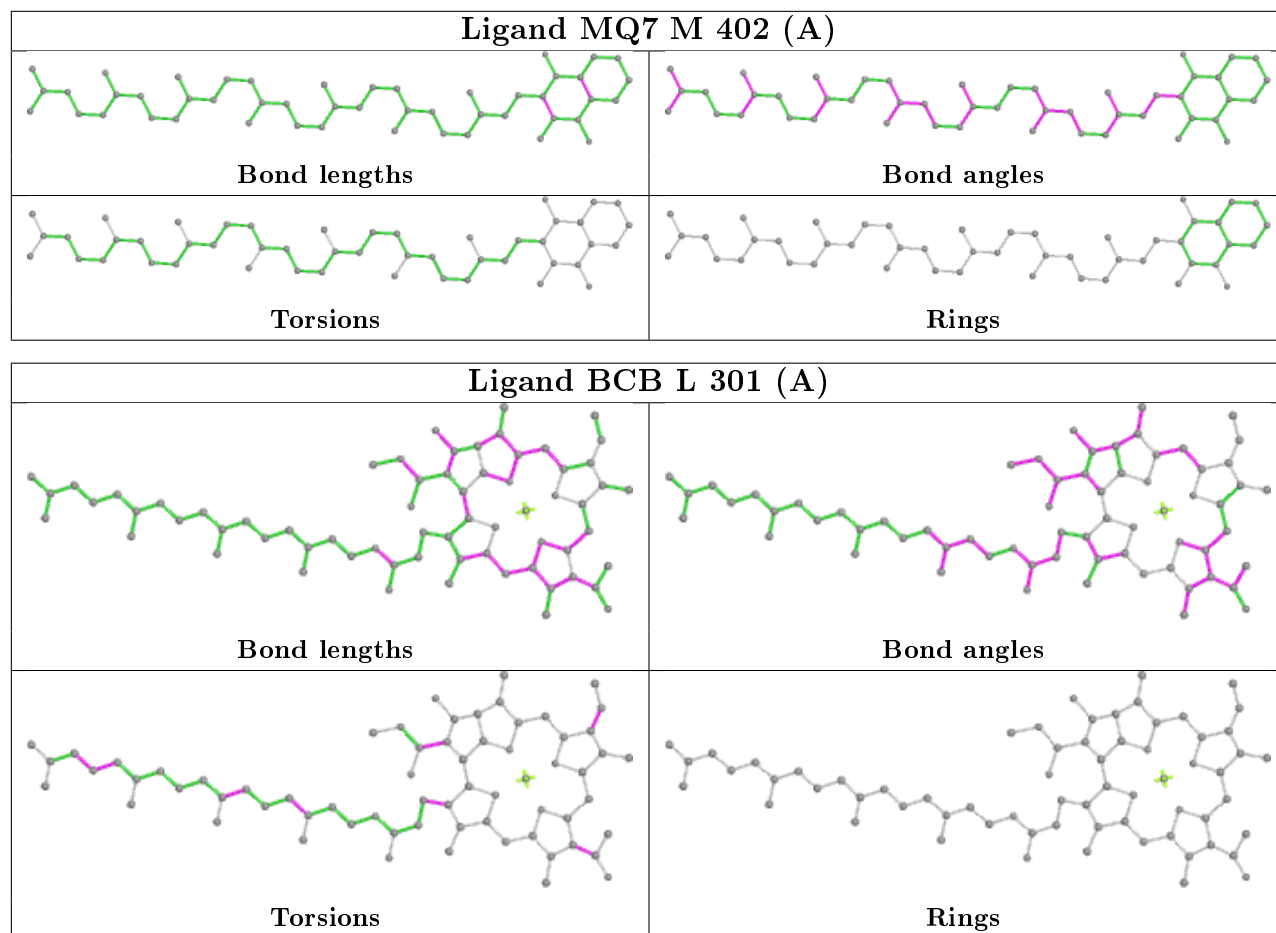 Ligand MQ7 M 402 (A)
Bond lengths
Bond angles
Torsions
Rings
Ligand BCB L 301 (A)
Bond lengths
Bond angles
Torsions
Rings